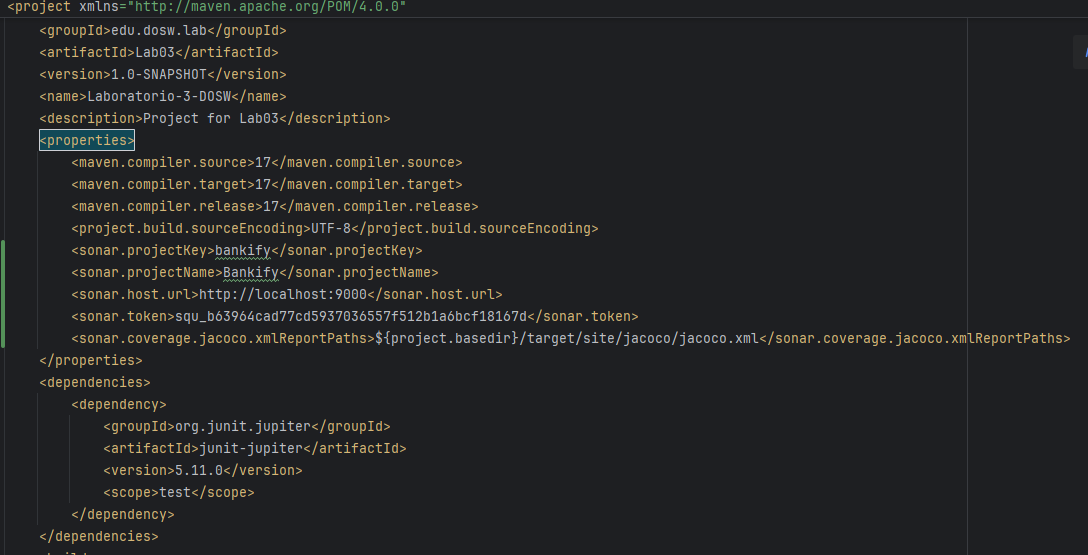 <project xmlns="http://maven.apache.org/POM/4.0.0"
<groupId>edu.dosw.lab</groupId>
<artifactId>Lab03</artifactId>
<version>1.0-SNAPSHOT</version>
<name>Laboratorio-3-DOSW</name>
<description>Project for Lab03</description>
<properties>
<maven.compiler.source>17</maven.compiler.source>
<maven.compiler.target>17</maven.compiler.target>
<maven.compiler.release>17</maven.compiler.release>
<project.build.sourceEncoding>UTF-8</project.build.sourceEncoding>
<sonar.projectKey>bankify</sonar.projectKey>
<sonar.projectName>Bankify</sonar.projectName>
<sonar.host.url>http://localhost:9000</sonar.host.url>
<sonar.token>squ_b63964cad77cd5937036557f512b1a6bcf18167d</sonar.token>
<sonar.coverage.jacoco.xmlReportPaths>${project.basedir}/target/site/jacoco/jacoco.xml</sonar.coverage.jacoco.xmlReportPaths>
</properties>
<dependencies>
<dependency>
<groupId>org.junit.jupiter</groupId>
<artifactId>junit-jupiter</artifactId>
<version>5.11.0</version>
<scope>test</scope>
</dependency>
</dependencies>